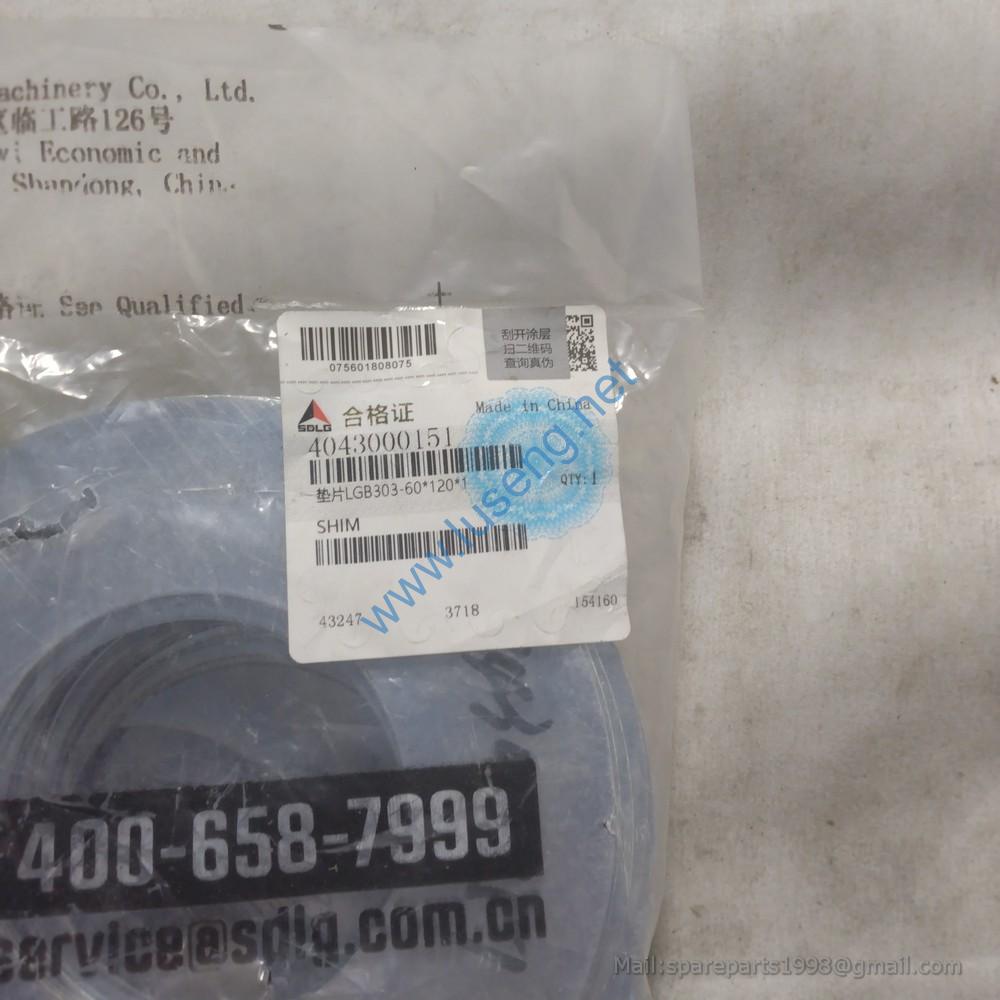 achinery Co., Ltd.
临工路126号
Economic and
Shandong, China
See Qualified
075601808075
刮开涂层
扫二维码
查询真伪
SDLG
合格证
Made in China
4043000151
垫片LGB303-60*120*1
QTY: 1
SHIM
43247
3718
154160
www.luseng.net
400-658-7999
service@sdlg.com.cn
Mail:spareparts1998@gmail.com